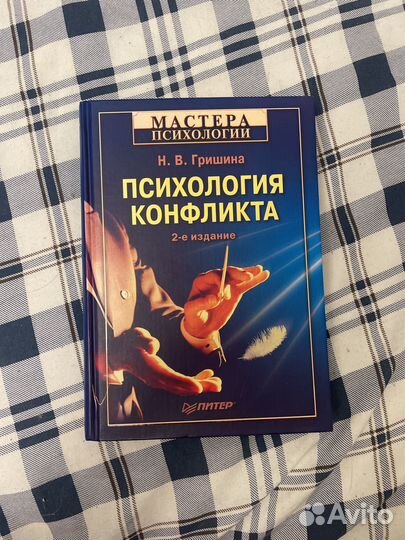 МАСТЕРА
ПСИХОЛОГИИ
Н. В. Гришина
ПСИХОЛОГИЯ
КОНФЛИКТА
2-е издание
ПИТЕР®
Avito